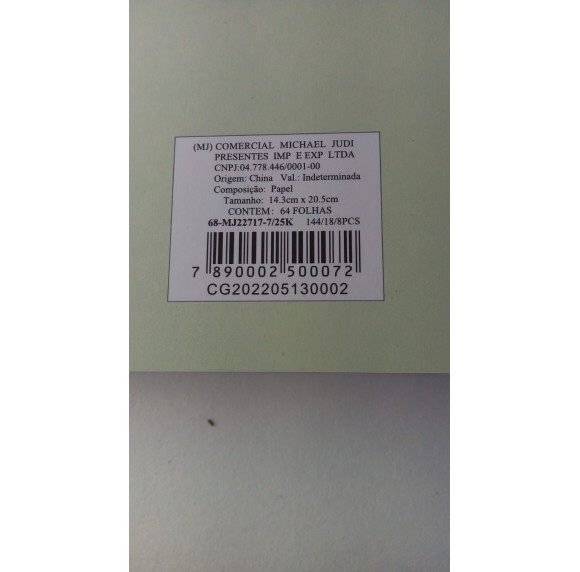 (MJ) COMERCIAL MICHAEL JUDI
PRESENTES IMP E EXP LTDA
CNPJ:04.778.446/0001-00
Origem: China Val.: Indeterminada
Composição: Papel
Tamanho: 14.3cm x 20.5cm
CONTEM: 64 FOLHAS
68-MJ22717-7/25K 144/18/8PCS
7 890002 500072
CG202205130002